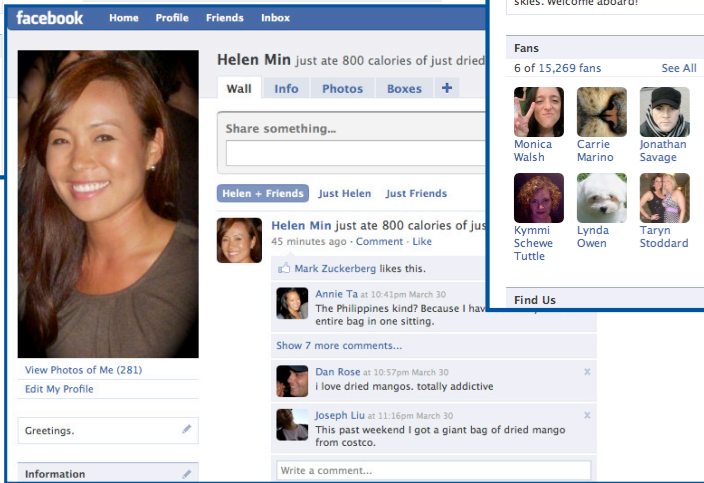 facebook Home Profile Friends Inbox
Helen Min just ate 800 calories of just dried
Wall Info Photos Boxes +
Share something...
Helen + Friends Just Helen Just Friends
Helen Min just ate 800 calories of jus
45 minutes ago · Comment · Like
Mark Zuckerberg likes this.
Annie Ta at 10:41pm March 30
The Philippines kind? Because I hav
entire bag in one sitting.
Show 7 more comments...
Dan Rose at 10:57pm March 30 x
i love dried mangos. totally addictive
Joseph Liu at 11:16pm March 30 x
This past weekend I got a giant bag of dried mango
from costco.
Write a comment...
View Photos of Me (281)
Edit My Profile
Greetings.
Information
skies. Welcome aboard!
Fans
6 of 15,269 fans See All
Monica Walsh
Carrie Marino
Jonathan Savage
Kymmi Schewe Tuttle
Lynda Owen
Taryn Stoddard
Find Us